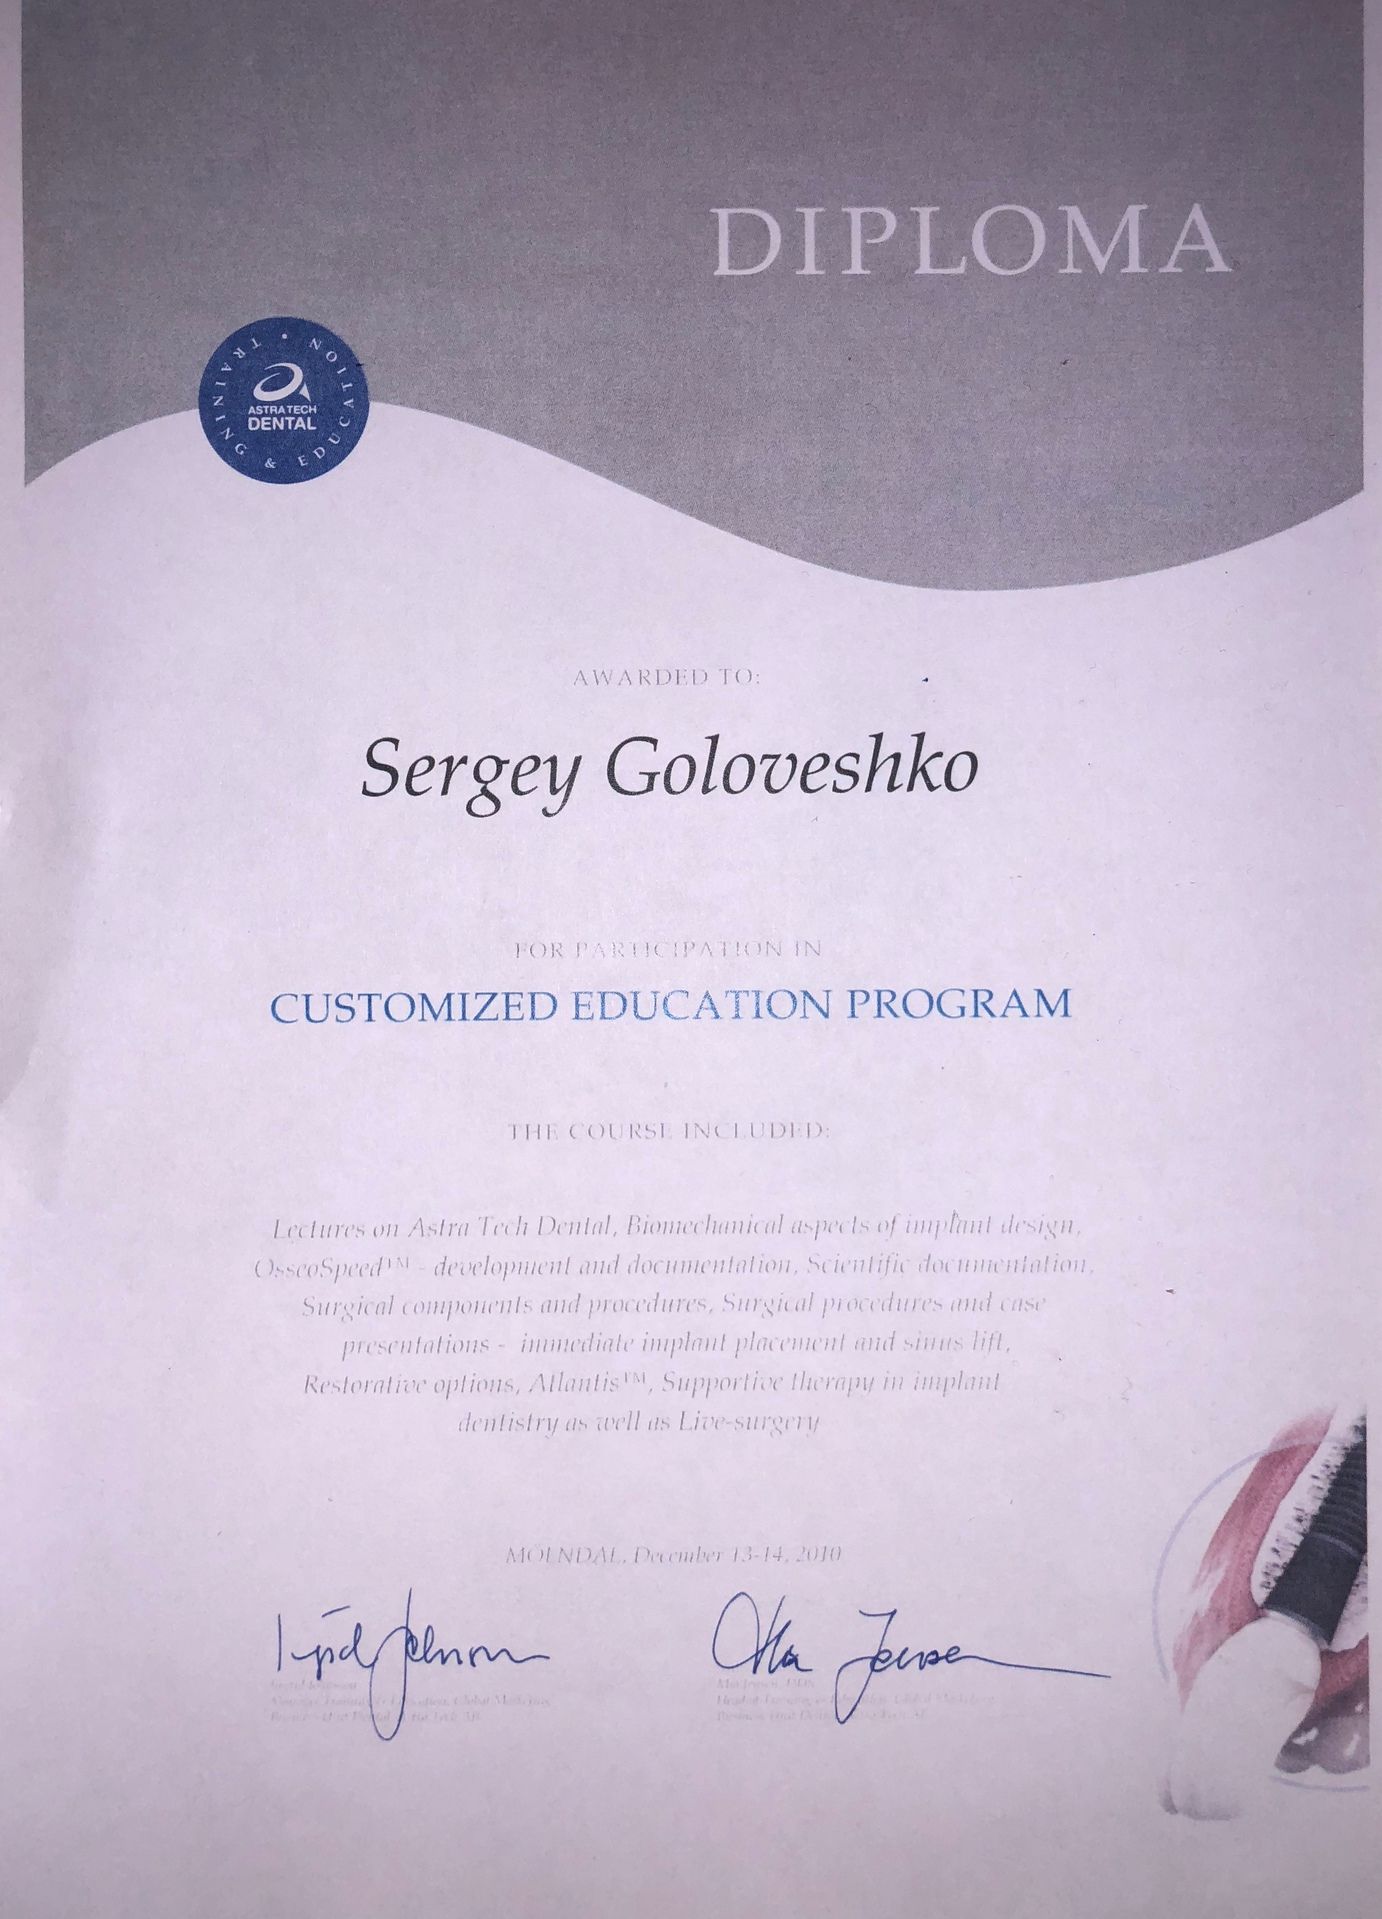 DIPLOMA
TRAINING & EDUCATION •
ASTRA TECH
DENTAL
AWARDED TO:
Sergey Goloveshko
FOR PARTICIPATION IN
CUSTOMIZED EDUCATION PROGRAM
THE COURSE INCLUDED:
Lectures on Astra Tech Dental, Biomechanical aspects of implant design,
OsseoSpeed™ - development and documentation, Scientific documentation,
Surgical components and procedures, Surgical procedures and case
presentations - immediate implant placement and sinus lift,
Restorative options, Atlantis™, Supportive therapy in implant
dentistry as well as Live-surgery
MOLNDAL, December 13-14, 2010